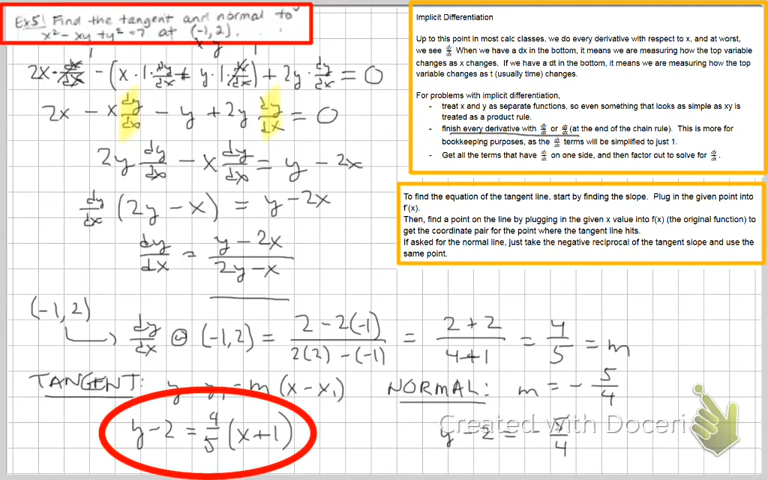 Ex5! Find the tangent and normal to
x² - xy + y² = 7 at (-1,2).
x y
2x · dx/dx - (x · 1 · dy/dx + y · 1 · dx/dx) + 2y · dy/dx = 0
2x - x dy/dx - y + 2y dy/dx = 0
2y dy/dx - x dy/dx = y - 2x
dy/dx (2y - x) = y - 2x
dy/dx = y - 2x / 2y - x
(-1,2)
dy/dx @ (-1,2) = 2 - 2(-1) / 2(2) - (-1) = 2+2 / 4+1 = 4/5 = m
TANGENT: y - y₁ = m (x - x₁)
y - 2 = 4/5 (x + 1)
NORMAL: m = - 5/4
y - 2 = - 5/4
Created with Doceri
Implicit Differentiation
Up to this point in most calc classes, we do every derivative with respect to x, and at worst,
we see dy/dx. When we have a dx in the bottom, it means we are measuring how the top variable
changes as x changes. If we have a dt in the bottom, it means we are measuring how the top
variable changes as t (usually time) changes.
For problems with implicit differentiation,
- treat x and y as separate functions, so even something that looks as simple as xy is
treated as a product rule.
- finish every derivative with dy/dx or dx/dx (at the end of the chain rule). This is more for
bookkeeping purposes, as the dx/dx terms will be simplified to just 1.
- Get all the terms that have dy/dx on one side, and then factor out to solve for dy/dx.
To find the equation of the tangent line, start by finding the slope. Plug in the given point into
f'(x).
Then, find a point on the line by plugging in the given x value into f(x) (the original function) to
get the coordinate pair for the point where the tangent line hits.
If asked for the normal line, just take the negative reciprocal of the tangent slope and use the
same point.